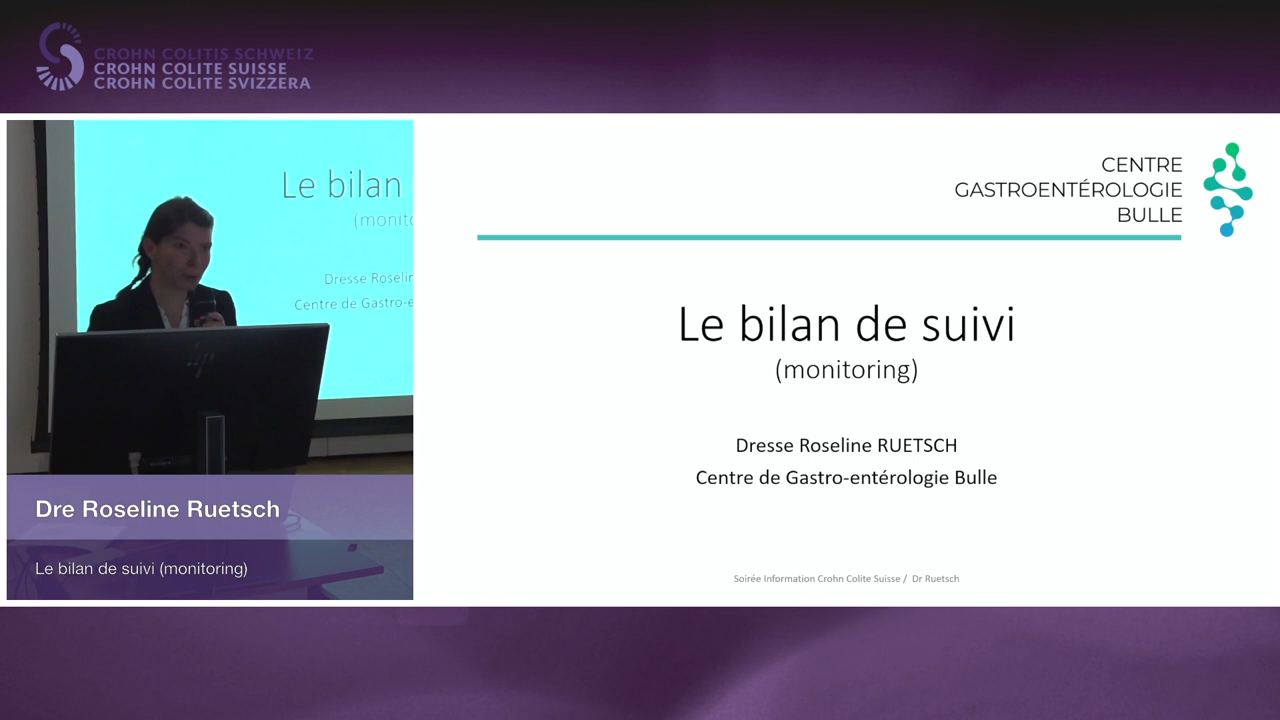 CROHN COLITIS SCHWEIZ
CROHN COLITE SUISSE
CROHN COLITE SVIZZERA
Le bilan
(monito
Dresse Roselin
Centre de Gastro-e
hp
Dre Roseline Ruetsch
Le bilan de suivi (monitoring)
CENTRE
GASTROENTÉROLOGIE
BULLE
Le bilan de suivi
(monitoring)
Dresse Roseline RUETSCH
Centre de Gastro-entérologie Bulle
Soirée Information Crohn Colite Suisse / Dr Ruetsch